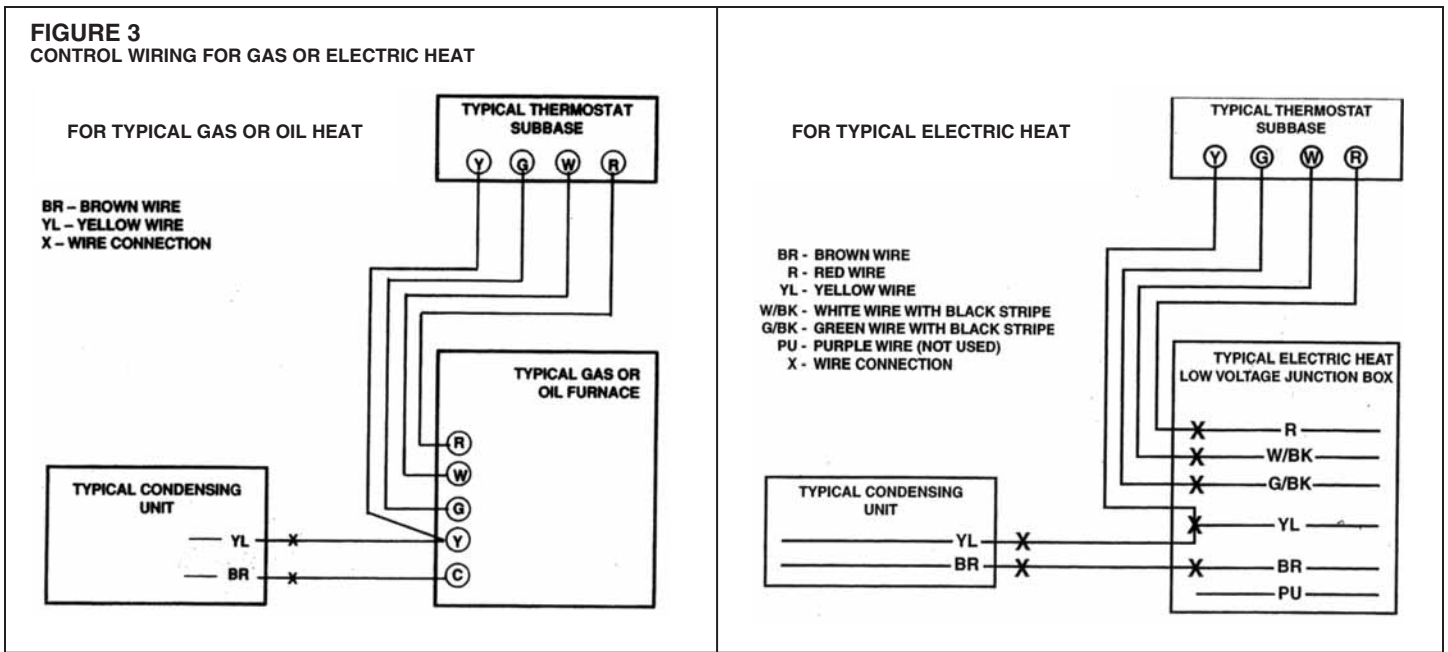 FIGURE 3
CONTROL WIRING FOR GAS OR ELECTRIC HEAT
FOR TYPICAL GAS OR OIL HEAT
TYPICAL THERMOSTAT
SUBBASE
Y G W R
BR – BROWN WIRE
YL – YELLOW WIRE
X – WIRE CONNECTION
TYPICAL GAS OR
OIL FURNACE
R
W
G
Y
C
TYPICAL CONDENSING
UNIT
YL X
BR X
FOR TYPICAL ELECTRIC HEAT
TYPICAL THERMOSTAT
SUBBASE
Y G W R
BR - BROWN WIRE
R - RED WIRE
YL - YELLOW WIRE
W/BK - WHITE WIRE WITH BLACK STRIPE
G/BK - GREEN WIRE WITH BLACK STRIPE
PU - PURPLE WIRE (NOT USED)
X - WIRE CONNECTION
TYPICAL ELECTRIC HEAT
LOW VOLTAGE JUNCTION BOX
X R
X W/BK
X G/BK
X YL
X BR
PU
TYPICAL CONDENSING
UNIT
YL X
BR X